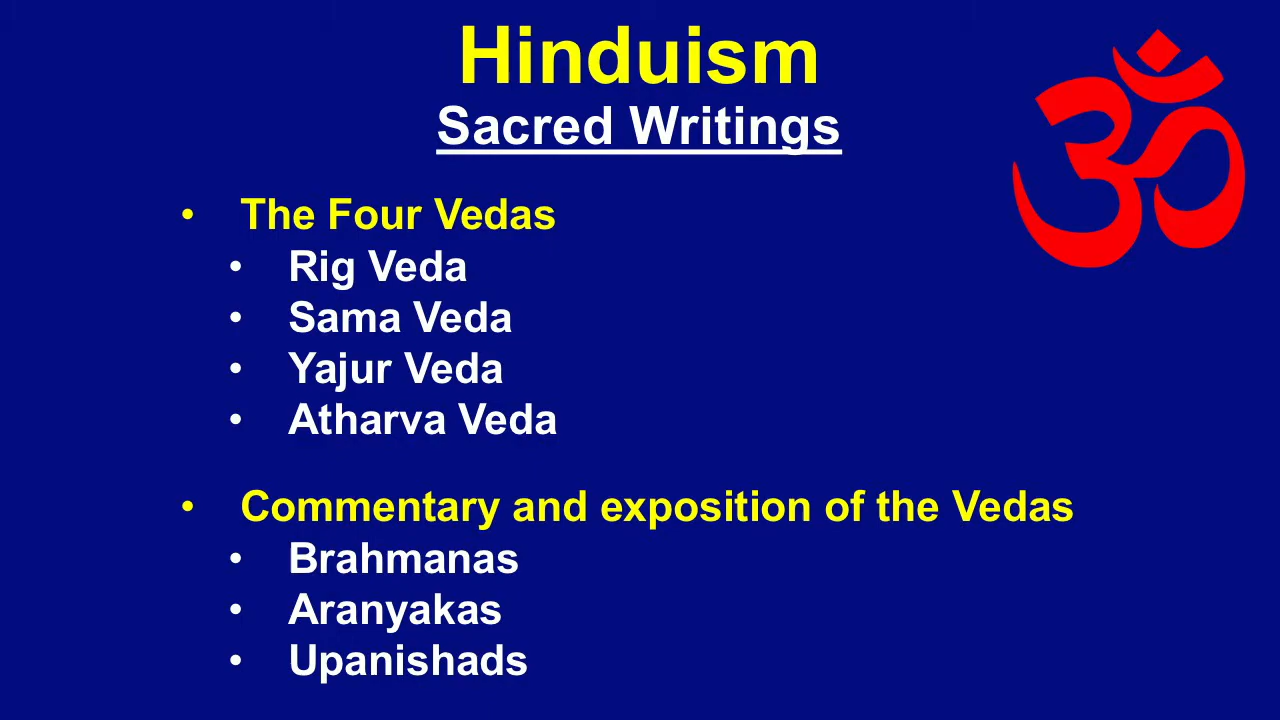 Hinduism
Sacred Writings
• The Four Vedas
• Rig Veda
• Sama Veda
• Yajur Veda
• Atharva Veda
• Commentary and exposition of the Vedas
• Brahmanas
• Aranyakas
• Upanishads
ॐ